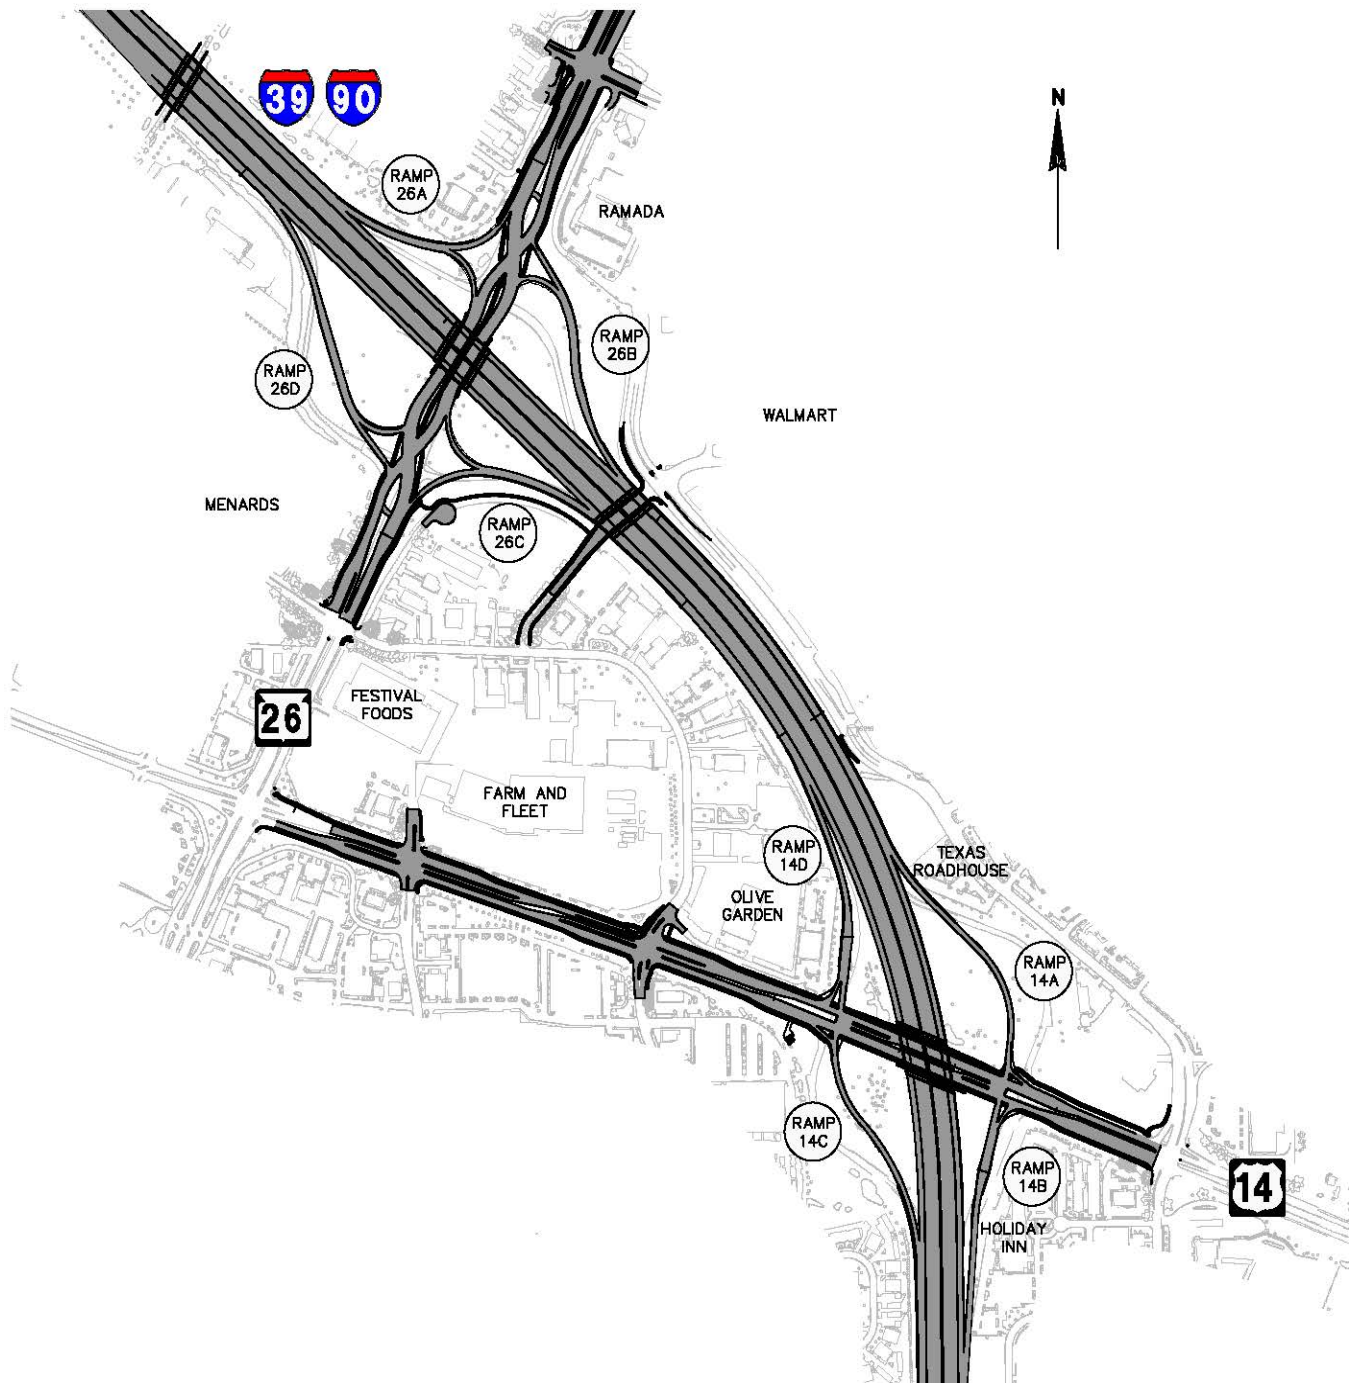 39 90
N
RAMP
26A
RAMADA
RAMP
26B
RAMP
26D
WALMART
MENARDS
RAMP
26C
26
FESTIVAL
FOODS
FARM AND
FLEET
RAMP
14D
TEXAS
ROADHOUSE
OLIVE
GARDEN
RAMP
14A
RAMP
14C
RAMP
14B
14
HOLIDAY
INN